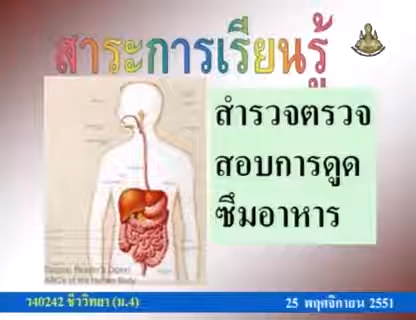 สาระการเรียนรู้
สำรวจตรวจ
สอบการดูด
ซึมอาหาร
ว40242 ชีววิทยา (ม.4)
25 พฤศจิกายน 2551